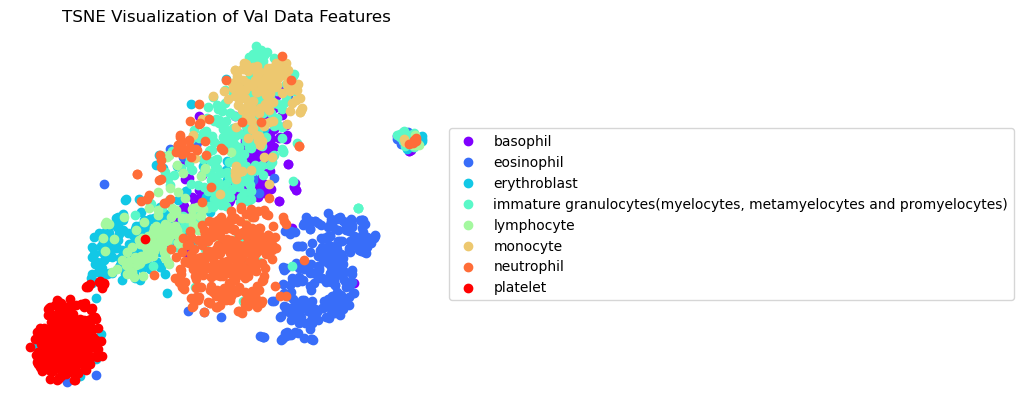 TSNE Visualization of Val Data Features
basophil
eosinophil
erythroblast
immature granulocytes(myelocytes, metamyelocytes and promyelocytes)
lymphocyte
monocyte
neutrophil
platelet